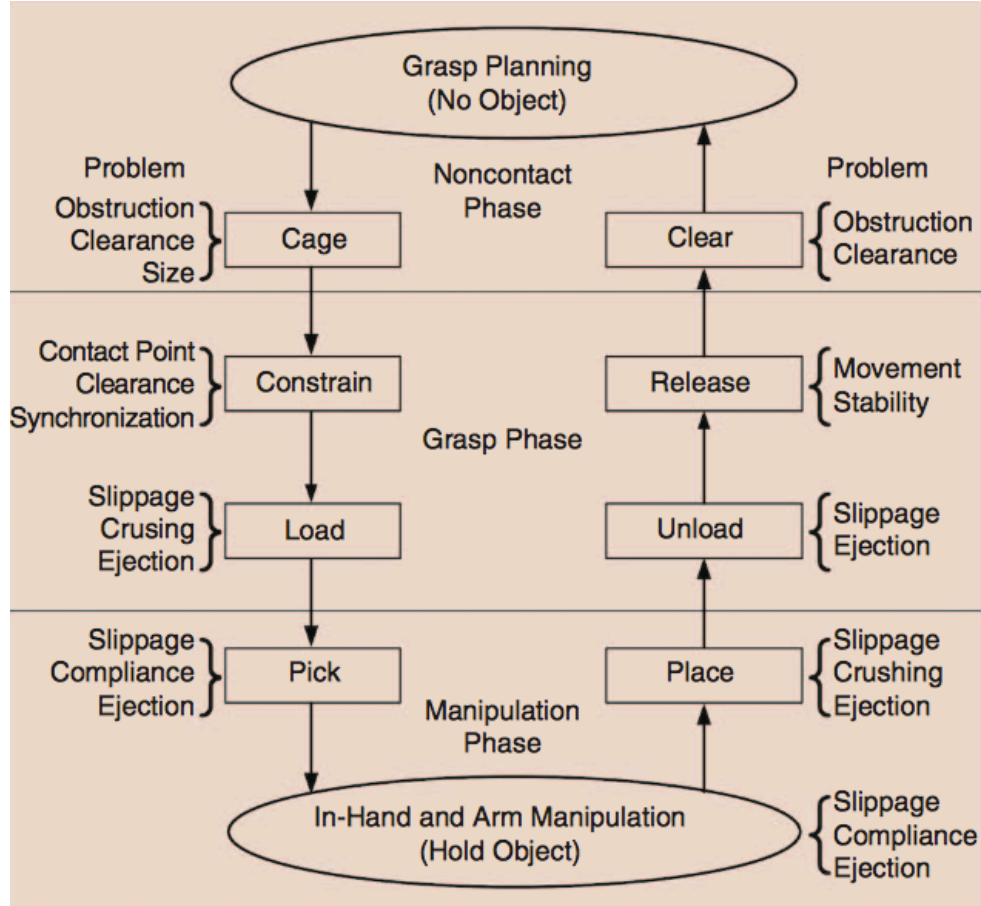 Grasp Planning
(No Object)
Problem
Noncontact
Phase
Problem
Obstruction
Clearance
Size
Cage
Clear
Obstruction
Clearance
Contact Point
Clearance
Synchronization
Constrain
Release
Movement
Stability
Grasp Phase
Slippage
Crusing
Ejection
Load
Unload
Slippage
Ejection
Slippage
Compliance
Ejection
Pick
Place
Slippage
Crushing
Ejection
Manipulation
Phase
In-Hand and Arm Manipulation
(Hold Object)
Slippage
Compliance
Ejection